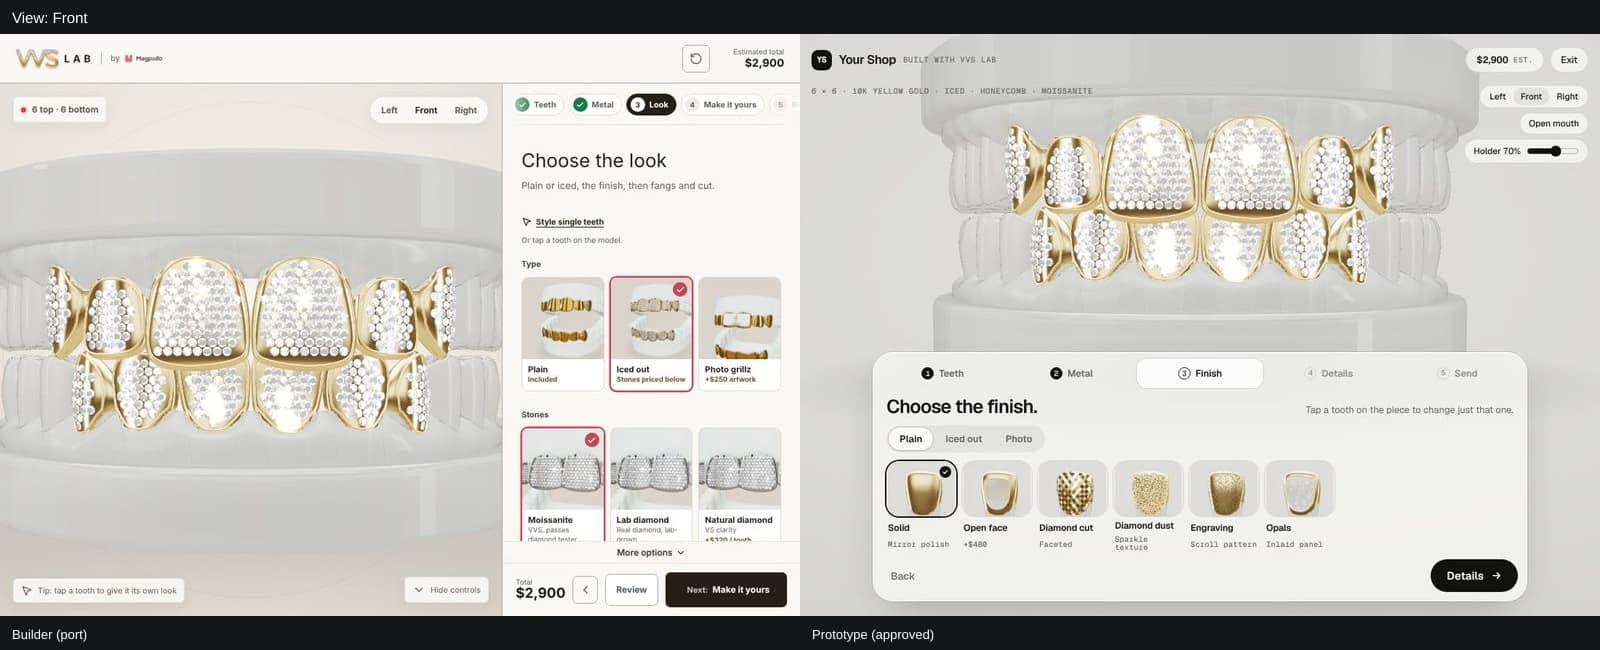 View: Front
VVS LAB by Magpudo
Estimated total
$2,900
6 top · 6 bottom
Left Front Right
Teeth Metal 3 Look 4 Make it yours 5
Choose the look
Plain or iced, the finish, then fangs and cut.
Style single teeth
Or tap a tooth on the model.
Type
Plain
Included
Iced out
Stones priced below
Photo grillz
+$250 artwork
Stones
Moissanite
VVS, passes
diamond tester
Lab diamond
Real diamond, lab-
grown
Natural diamond
VS clarity
+$320 / tooth
More options
Tip: tap a tooth to give it its own look
Hide controls
Total
$2,900
Review
Next: Make it yours
Builder (port)
YS Your Shop BUILT WITH VVS LAB
$2,900 EST. Exit
6 × 6 · 10K YELLOW GOLD · ICED · HONEYCOMB · MOISSANITE
Left Front Right
Open mouth
Holder 70%
1 Teeth 2 Metal 3 Finish 4 Details 5 Send
Choose the finish.
Tap a tooth on the piece to change just that one.
Plain Iced out Photo
Solid
Mirror polish
Open face
+$480
Diamond cut
Faceted
Diamond dust
Sparkle
texture
Engraving
Scroll pattern
Opals
Inlaid panel
Back
Details
Prototype (approved)